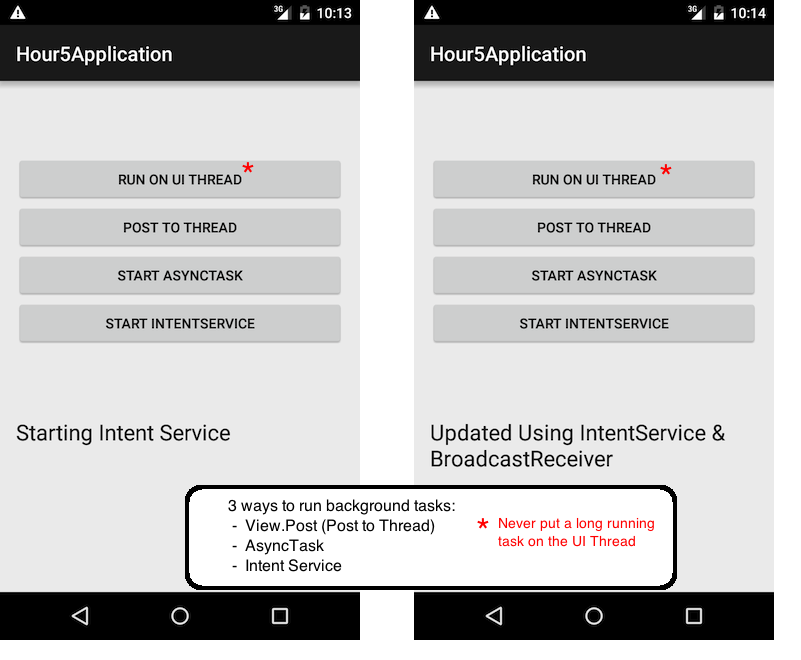 3G 10:13
Hour5Application
RUN ON UI THREAD *
POST TO THREAD
START ASYNCTASK
START INTENTSERVICE
Starting Intent Service
3G 10:14
Hour5Application
RUN ON UI THREAD *
POST TO THREAD
START ASYNCTASK
START INTENTSERVICE
Updated Using IntentService &
BroadcastReceiver
3 ways to run background tasks:
- View.Post (Post to Thread)
- AsyncTask
- Intent Service
* Never put a long running
task on the UI Thread